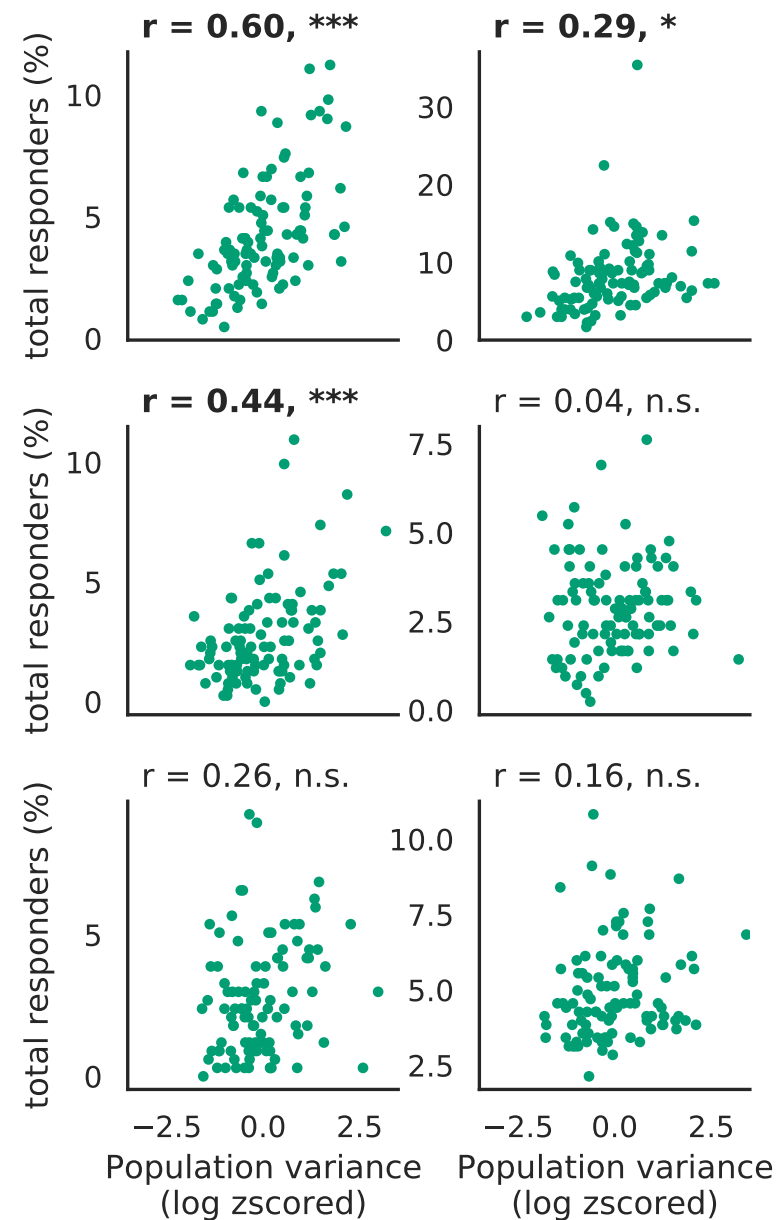 r = 0.60, ***
r = 0.29, *
total responders (%)
10
5
0
30
20
10
0
r = 0.44, ***
r = 0.04, n.s.
total responders (%)
10
5
0
7.5
5.0
2.5
0.0
r = 0.26, n.s.
r = 0.16, n.s.
total responders (%)
5
0
10.0
7.5
5.0
2.5
−2.5 0.0 2.5
−2.5 0.0 2.5
Population variance
(log zscored)
Population variance
(log zscored)